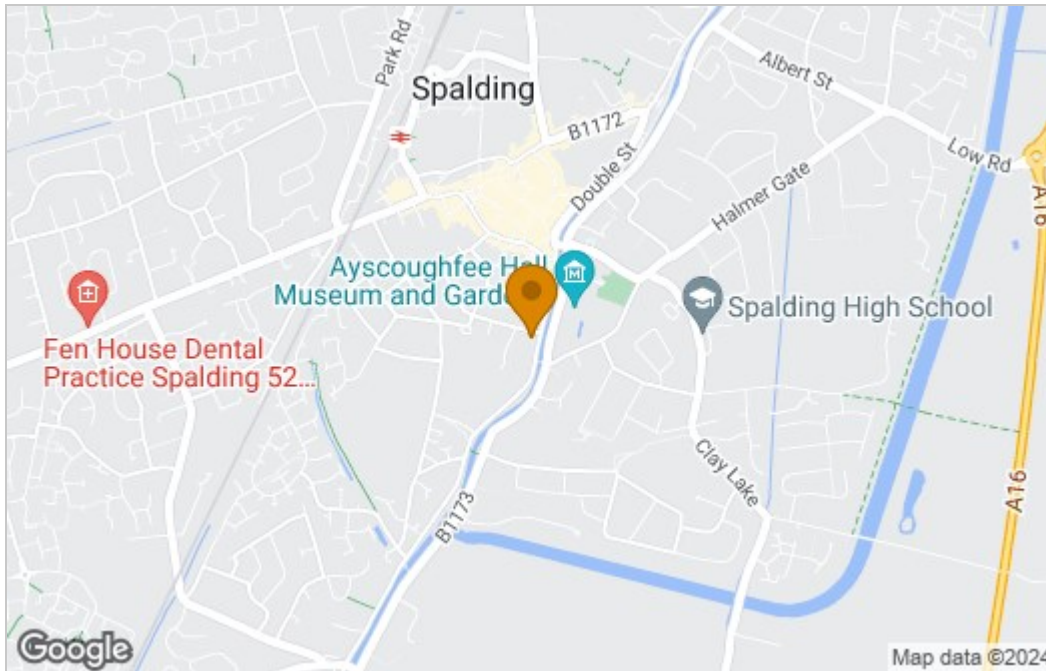 Park Rd
Spalding
B1172
Double St
Albert St
Low Rd
A16
Halmer Gate
Ayscoughfee Hall
Museum and Garde
Spalding High School
Fen House Dental
Practice Spalding 52...
Clay Lake
B1173
A16
Google
Map data ©2024